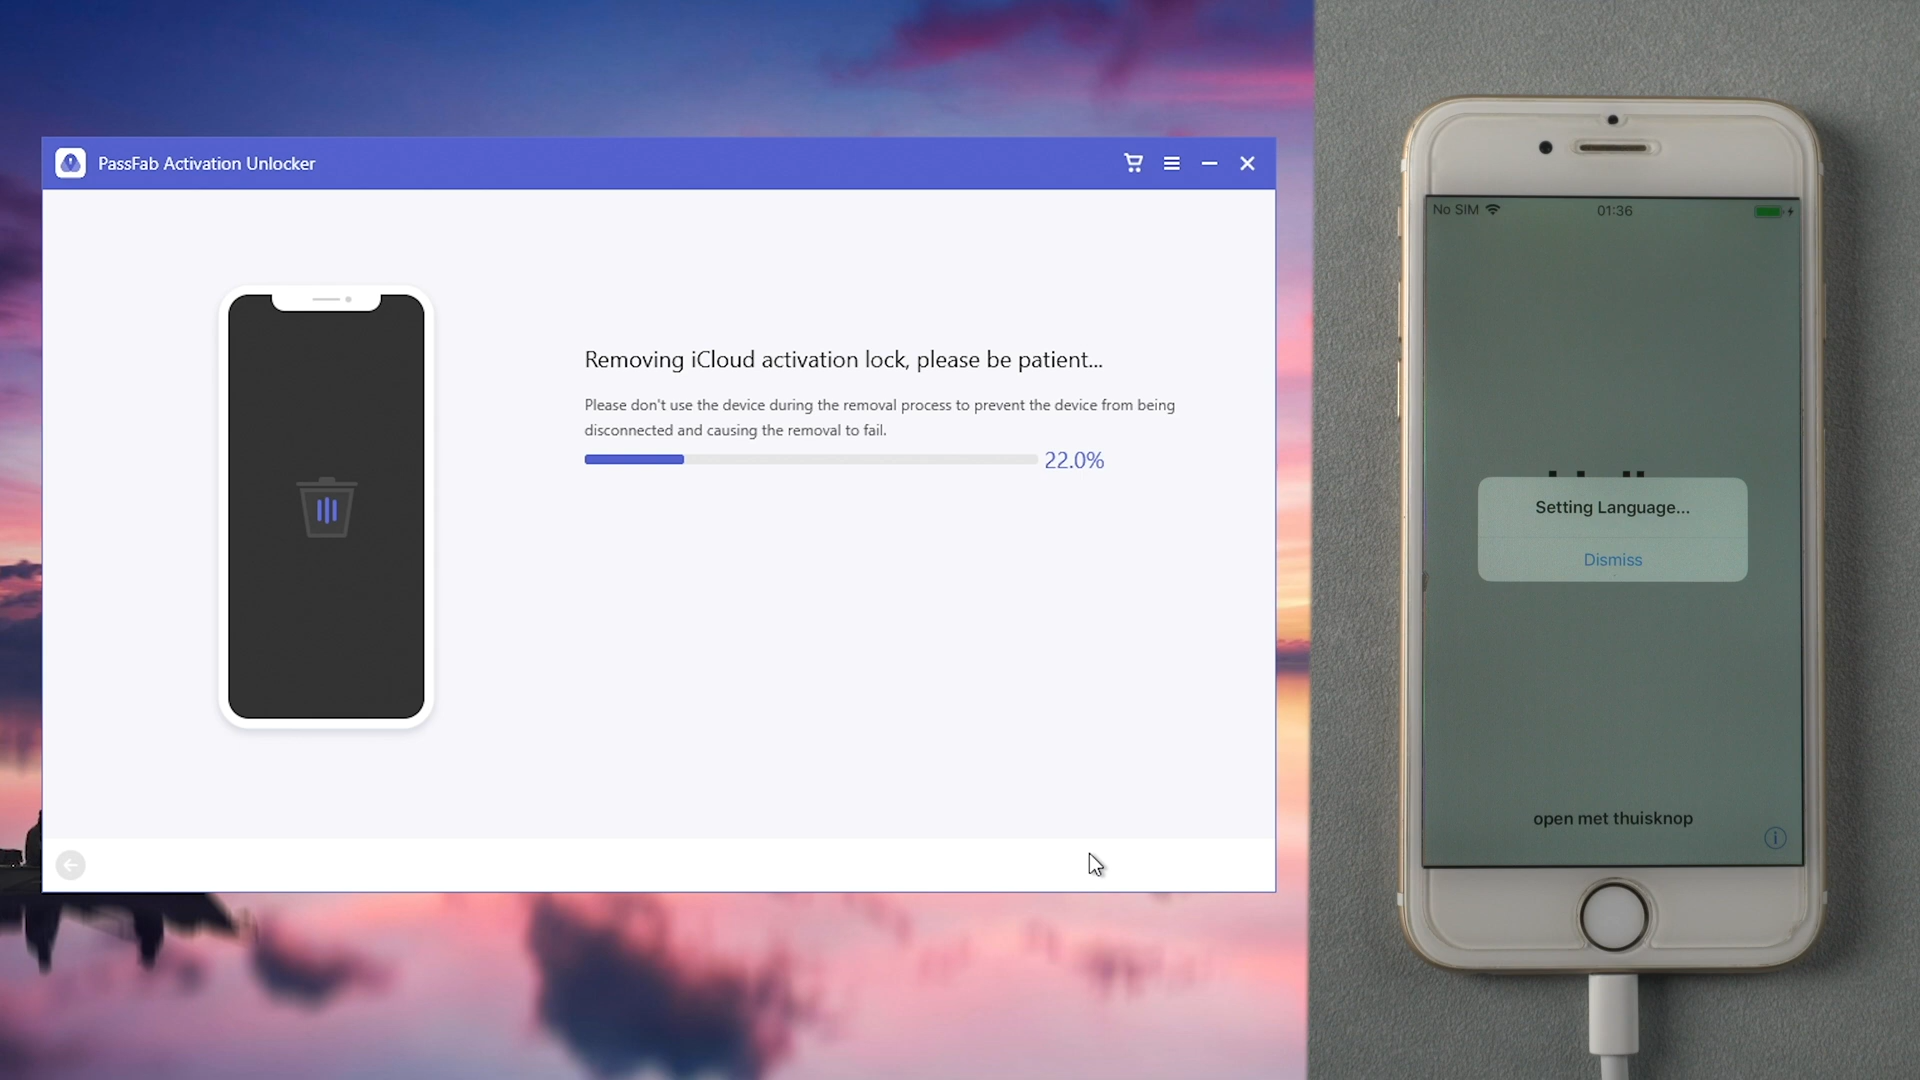 PassFab Activation Unlocker
Removing iCloud activation lock, please be patient...
Please don't use the device during the removal process to prevent the device from being
disconnected and causing the removal to fail.
22.0%
No SIM
01:36
Setting Language...
Dismiss
open met thuisknop